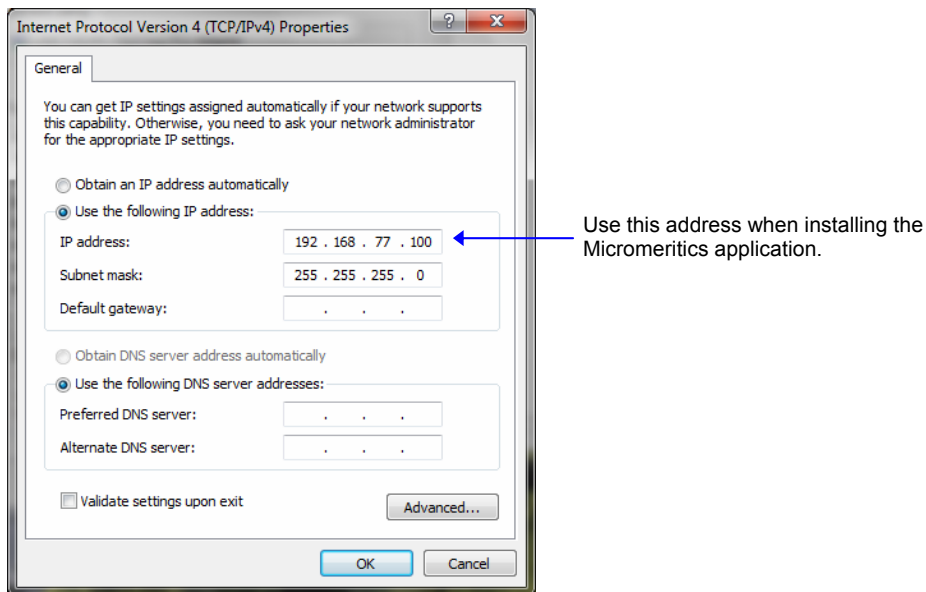 Internet Protocol Version 4 (TCP/IPv4) Properties
? X
General
You can get IP settings assigned automatically if your network supports
this capability. Otherwise, you need to ask your network administrator
for the appropriate IP settings.
Obtain an IP address automatically
Use the following IP address:
IP address: 192 . 168 . 77 . 100
Subnet mask: 255 . 255 . 255 . 0
Default gateway: . . .
Obtain DNS server address automatically
Use the following DNS server addresses:
Preferred DNS server: . . .
Alternate DNS server: . . .
Validate settings upon exit
Advanced...
OK Cancel
Use this address when installing the
Micromeritics application.